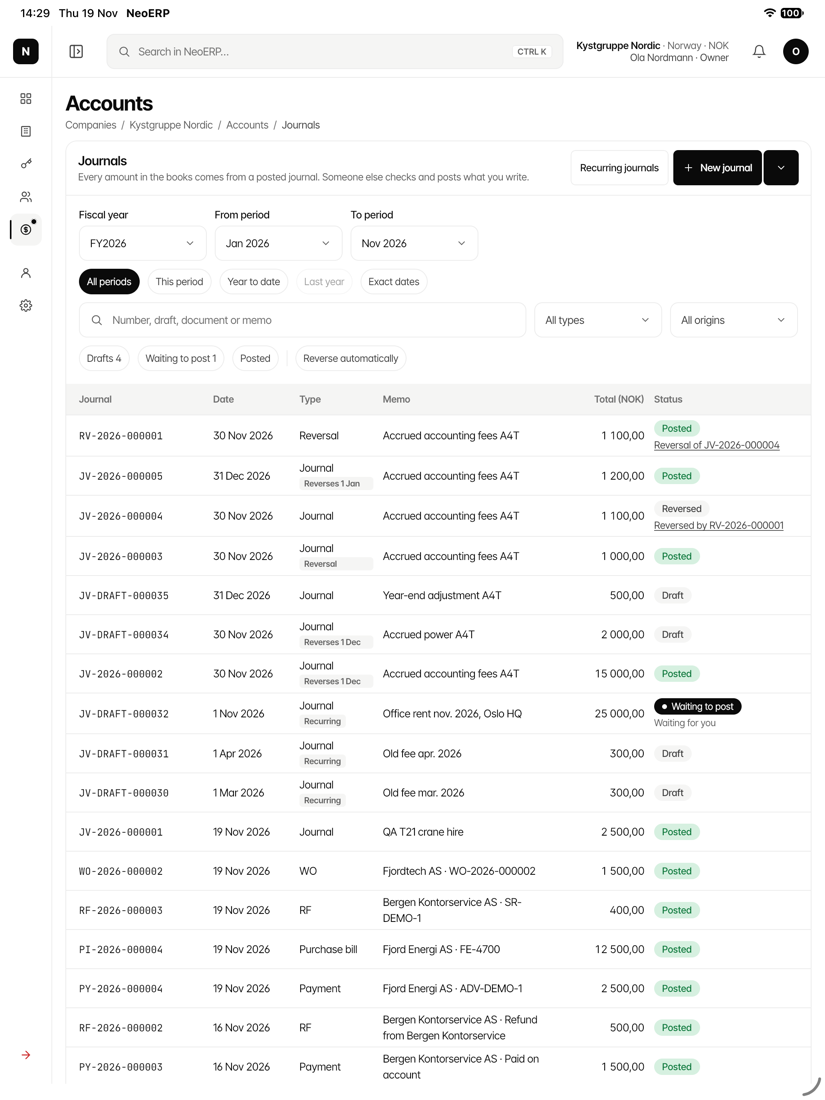 14:29 Thu 19 Nov NeoERP
100
N
Search in NeoERP...
CTRL K
Kystgruppe Nordic · Norway · NOK
Ola Nordmann · Owner
O
Accounts
Companies / Kystgruppe Nordic / Accounts / Journals
Journals
Every amount in the books comes from a posted journal. Someone else checks and posts what you write.
Recurring journals
+ New journal
Fiscal year From period To period
FY2026 Jan 2026 Nov 2026
All periods This period Year to date Last year Exact dates
Number, draft, document or memo All types All origins
Drafts 4 Waiting to post 1 Posted Reverse automatically
Journal Date Type Memo Total (NOK) Status
RV-2026-000001 30 Nov 2026 Reversal Accrued accounting fees A4T 1 100,00 Posted
Reversal of JV-2026-000004
JV-2026-000005 31 Dec 2026 Journal Accrued accounting fees A4T 1 200,00 Posted
Reverses 1 Jan
JV-2026-000004 30 Nov 2026 Journal Accrued accounting fees A4T 1 100,00 Reversed
Reversed by RV-2026-000001
JV-2026-000003 30 Nov 2026 Journal Accrued accounting fees A4T 1 000,00 Posted
Reversal
JV-DRAFT-000035 31 Dec 2026 Journal Year-end adjustment A4T 500,00 Draft
JV-DRAFT-000034 30 Nov 2026 Journal Accrued power A4T 2 000,00 Draft
Reverses 1 Dec
JV-2026-000002 30 Nov 2026 Journal Accrued accounting fees A4T 15 000,00 Posted
Reverses 1 Dec
JV-DRAFT-000032 1 Nov 2026 Journal Office rent nov. 2026, Oslo HQ 25 000,00 Waiting to post
Recurring Waiting for you
JV-DRAFT-000031 1 Apr 2026 Journal Old fee apr. 2026 300,00 Draft
Recurring
JV-DRAFT-000030 1 Mar 2026 Journal Old fee mar. 2026 300,00 Draft
Recurring
JV-2026-000001 19 Nov 2026 Journal QA T21 crane hire 2 500,00 Posted
WO-2026-000002 19 Nov 2026 WO Fjordtech AS · WO-2026-000002 1 500,00 Posted
RF-2026-000003 19 Nov 2026 RF Bergen Kontorservice AS · SR- 400,00 Posted
DEMO-1
PI-2026-000004 19 Nov 2026 Purchase bill Fjord Energi AS · FE-4700 12 500,00 Posted
PY-2026-000004 19 Nov 2026 Payment Fjord Energi AS · ADV-DEMO-1 2 500,00 Posted
RF-2026-000002 16 Nov 2026 RF Bergen Kontorservice AS · Refund 500,00 Posted
from Bergen Kontorservice
PY-2026-000003 16 Nov 2026 Payment Bergen Kontorservice AS · Paid on 1 500,00 Posted
account